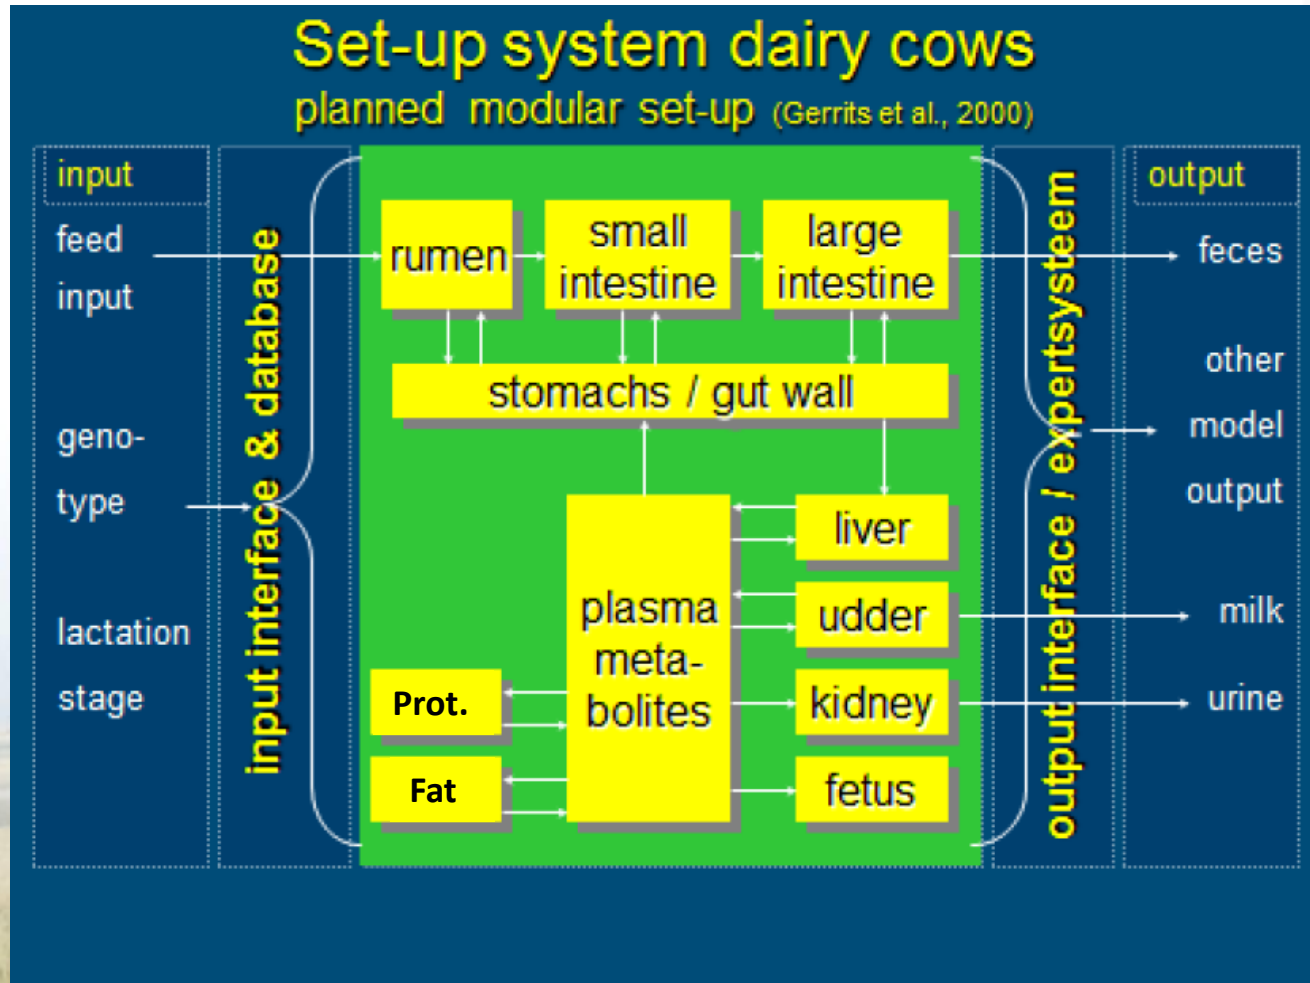 Set-up system dairy cows
planned modular set-up (Gerrits et al., 2000)
input
feed
input
geno-
type
lactation
stage
input interface & database
rumen
small
intestine
large
intestine
stomachs / gut wall
plasma
meta-
bolites
liver
udder
kidney
fetus
Prot.
Fat
output interface / expertsysteem
output
feces
other
model
output
milk
urine